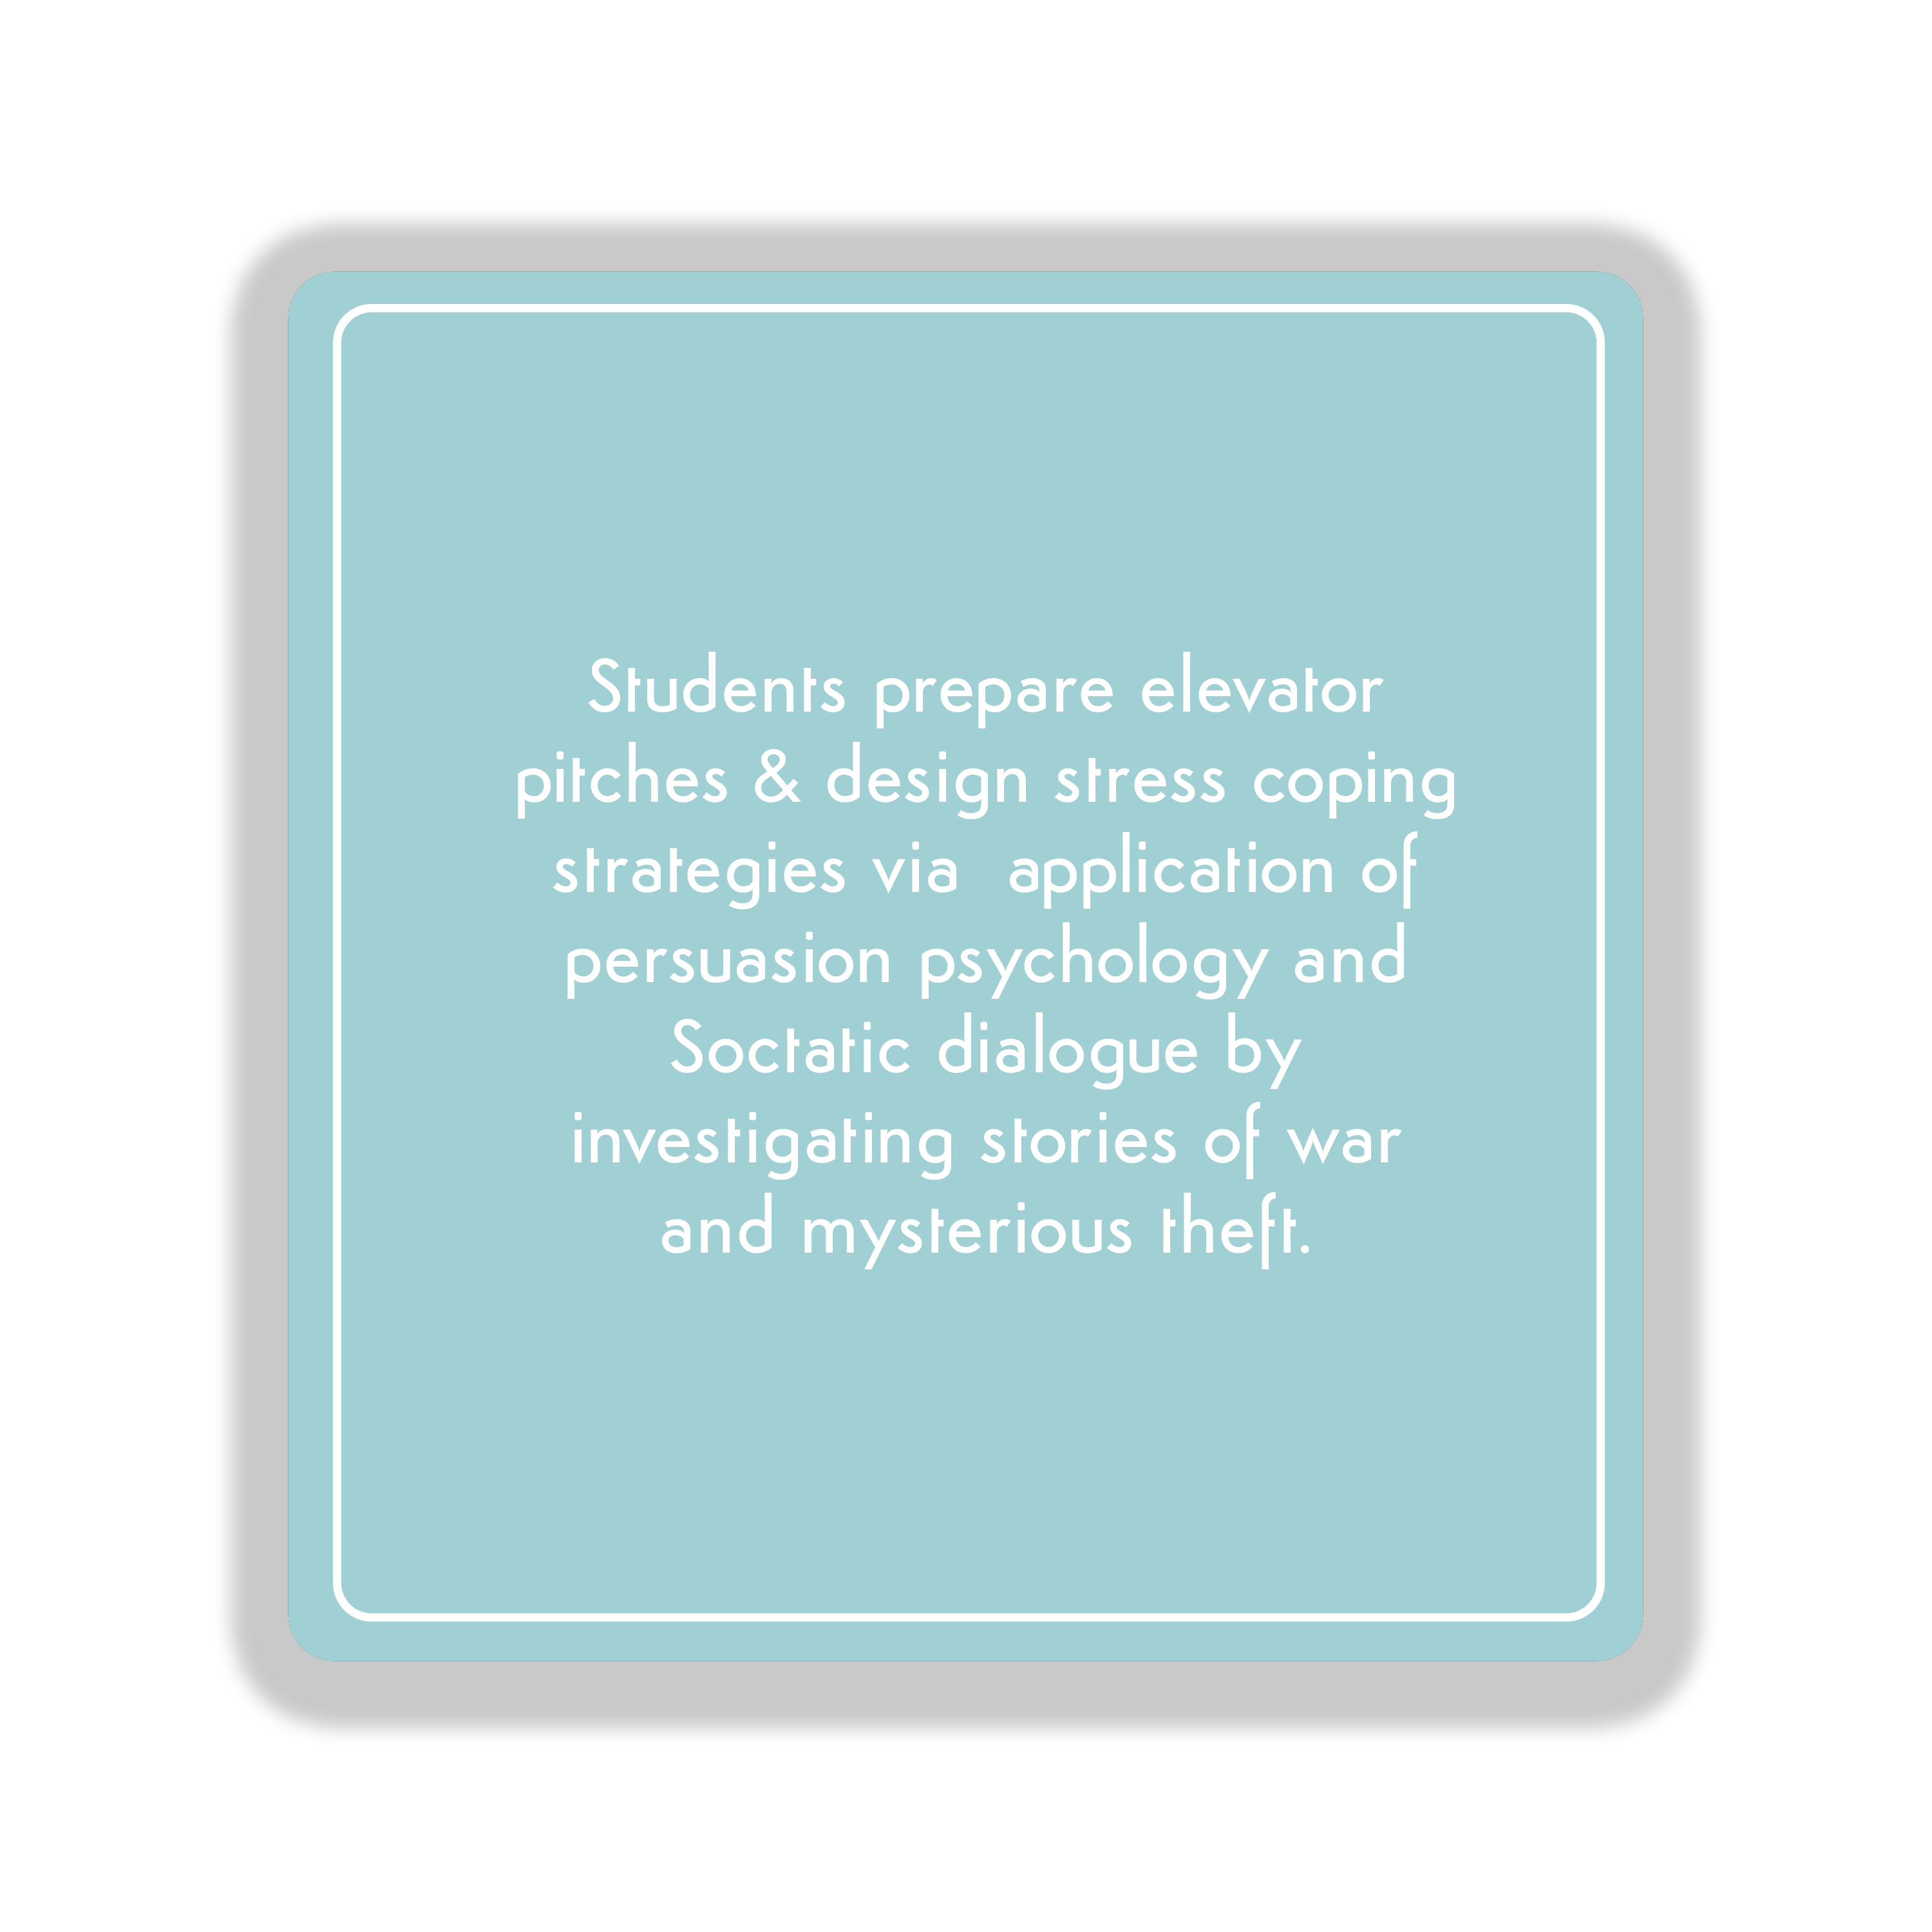 Students prepare elevator
pitches & design stress coping
strategies via  application of
persuasion psychology and
Soctatic dialogue by
investigating stories of war
and mysterious theft.